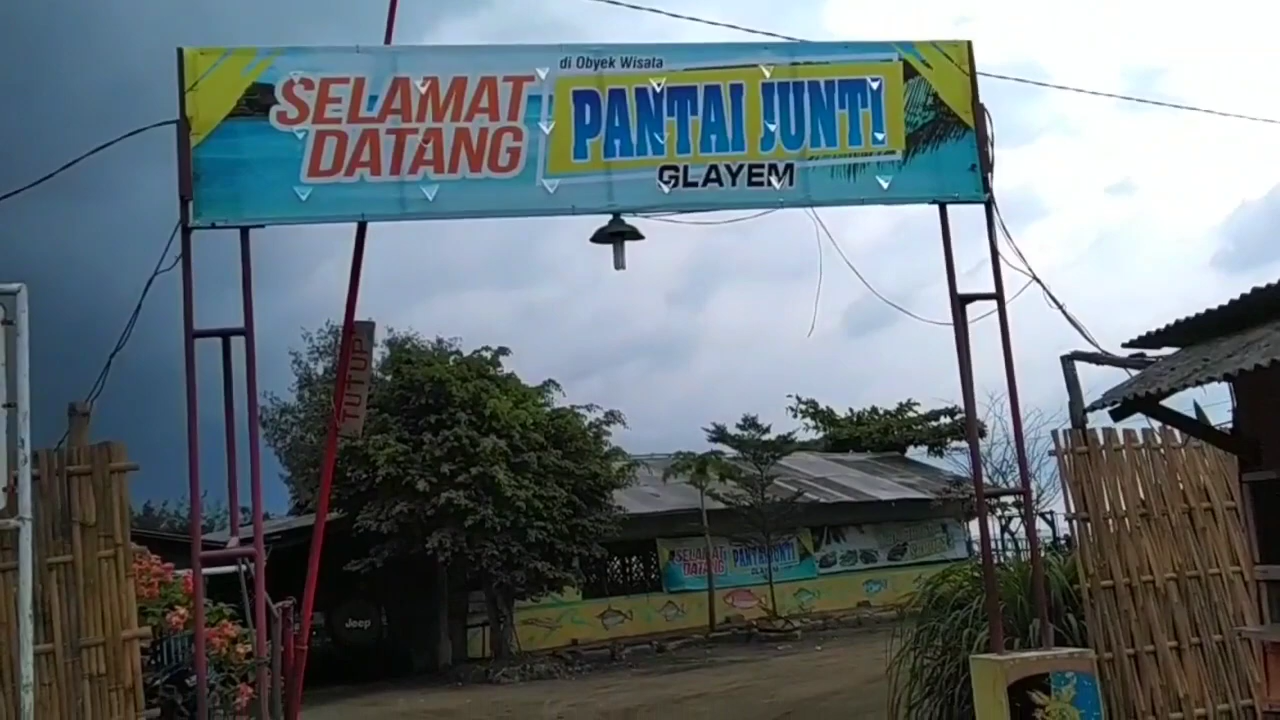 di Obyek Wisata
SELAMAT
DATANG
PANTAI JUNTI
GLAYEM
TUTUP
SELAMAT
DATANG
PANTAI JUNTI
GLAYEM
Jeep